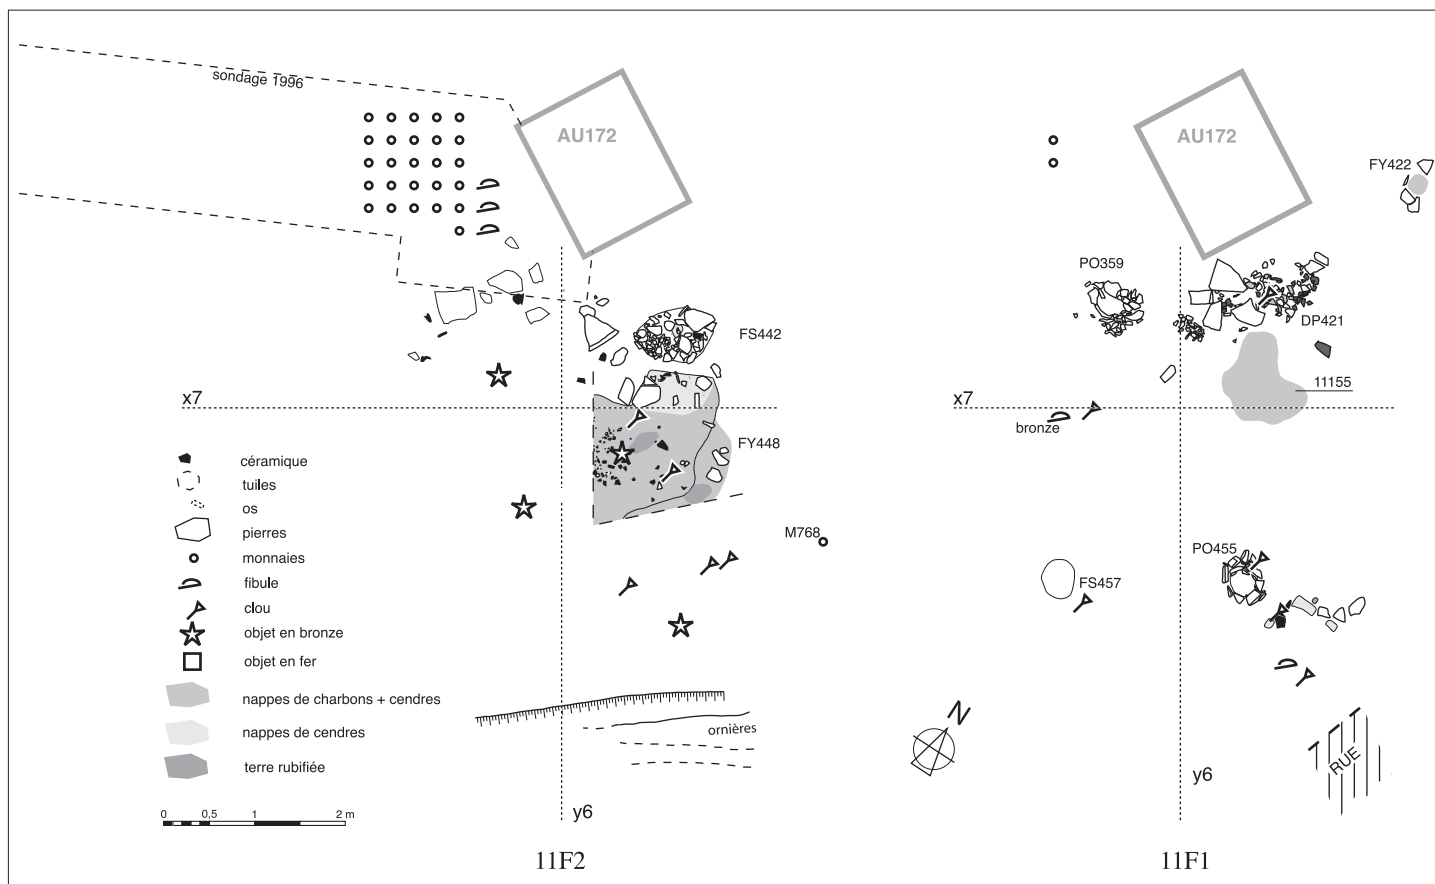 sondage 1996
AU172
FS442
x7
FY448
M768
céramique
tuiles
os
pierres
monnaies
fibule
clou
objet en bronze
objet en fer
nappes de charbons + cendres
nappes de cendres
terre rubifiée
0 0,5 1 2 m
ornières
y6
11F2
N
AU172
FY422
PO359
DP421
11155
x7
bronze
PO455
FS457
RUE
y6
11F1